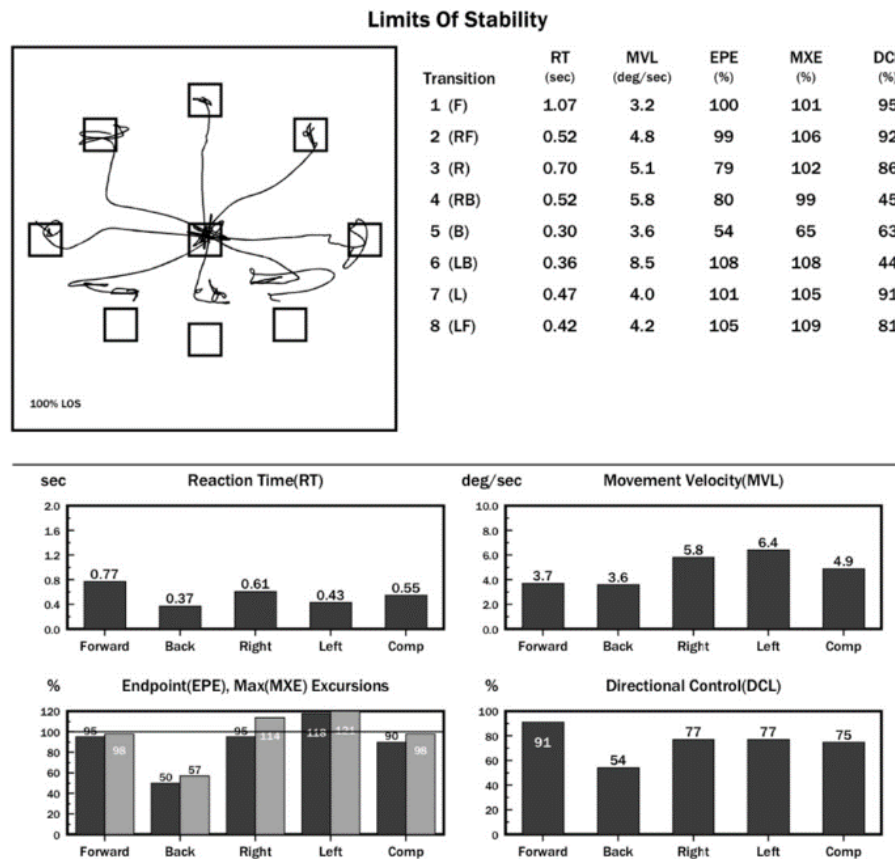 Limits Of Stability
100% LOS
Transition RT (sec) MVL (deg/sec) EPE (%) MXE (%) DC (%)
1 (F) 1.07 3.2 100 101 95
2 (RF) 0.52 4.8 99 106 92
3 (R) 0.70 5.1 79 102 86
4 (RB) 0.52 5.8 80 99 45
5 (B) 0.30 3.6 54 65 63
6 (LB) 0.36 8.5 108 108 44
7 (L) 0.47 4.0 101 105 91
8 (LF) 0.42 4.2 105 109 81
sec Reaction Time(RT)
2.0
1.6
1.2
0.8
0.4
0.0
0.77 0.37 0.61 0.43 0.55
Forward Back Right Left Comp
deg/sec Movement Velocity(MVL)
10.0
8.0
6.0
4.0
2.0
0.0
3.7 3.6 5.8 6.4 4.9
Forward Back Right Left Comp
% Endpoint(EPE), Max(MXE) Excursions
120
100
80
60
40
20
0
95 98 50 57 95 114 118 121 90 98
Forward Back Right Left Comp
% Directional Control(DCL)
100
80
60
40
20
0
91 54 77 77 75
Forward Back Right Left Comp